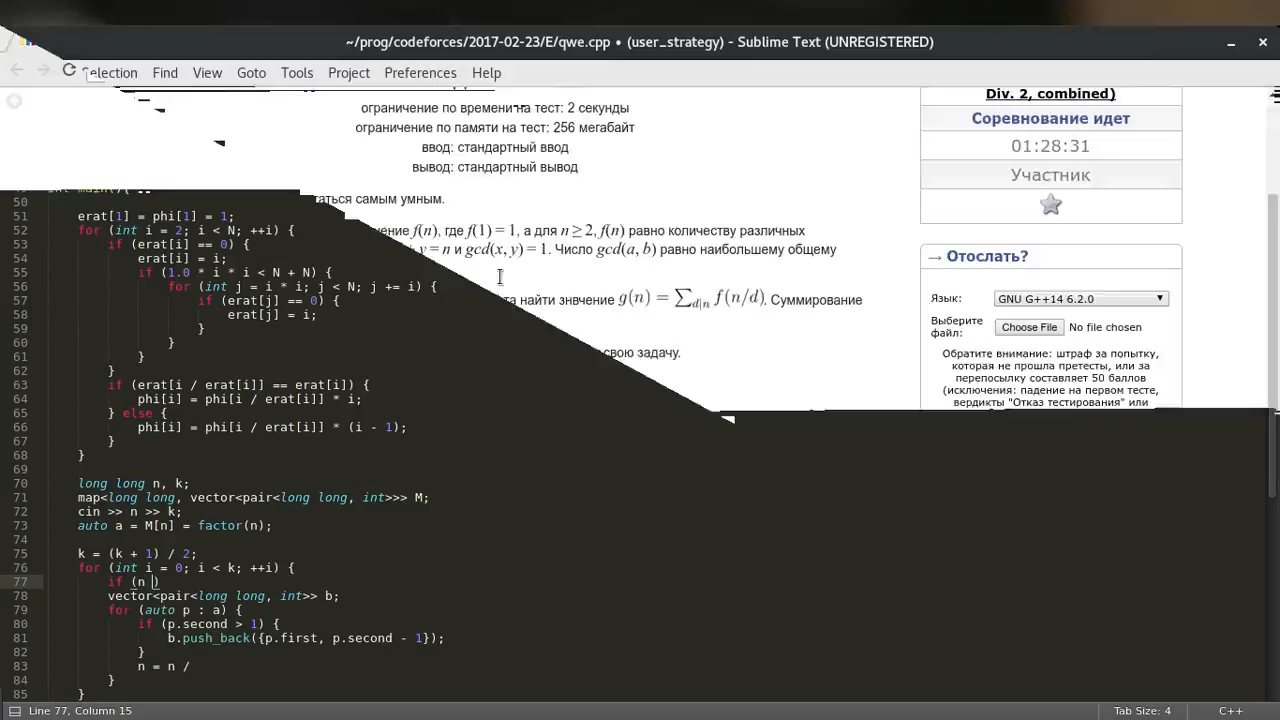 ~/prog/codeforces/2017-02-23/E/qwe.cpp • (user_strategy) - Sublime Text (UNREGISTERED)
Selection Find View Goto Tools Project Preferences Help
ограничение по времени на тест: 2 секунды
ограничение по памяти на тест: 256 мегабайт
ввод: стандартный ввод
вывод: стандартный вывод
самым умным.
f(n), где f(1) = 1, а для n ≥ 2, f(n) равно количеству различных
y = n и gcd(x, y) = 1. Число gcd(a, b) равно наибольшему общему
найти знвчение g(n) = ∑d|n f(n/d). Суммирование
свою задачу.
Div. 2, combined)
Соревнование идет
01:28:31
Участник
→ Отослать?
Язык: GNU G++14 6.2.0
Выберите файл: Choose File No file chosen
Обратите внимание: штраф за попытку,
которая не прошла претесты, или за
перепосылку составляет 50 баллов
(исключения: падение на первом тесте,
вердикты "Отказ тестирования" или
50
51 erat[1] = phi[1] = 1;
52 for (int i = 2; i < N; ++i) {
53 if (erat[i] == 0) {
54 erat[i] = i;
55 if (1.0 * i * i < N + N) {
56 for (int j = i * i; j < N; j += i) {
57 if (erat[j] == 0) {
58 erat[j] = i;
59 }
60 }
61 }
62 }
63 if (erat[i / erat[i]] == erat[i]) {
64 phi[i] = phi[i / erat[i]] * i;
65 } else {
66 phi[i] = phi[i / erat[i]] * (i - 1);
67 }
68 }
69
70 long long n, k;
71 map<long long, vector<pair<long long, int>>> M;
72 cin >> n >> k;
73 auto a = M[n] = factor(n);
74
75 k = (k + 1) / 2;
76 for (int i = 0; i < k; ++i) {
77 if (n )
78 vector<pair<long long, int>> b;
79 for (auto p : a) {
80 if (p.second > 1) {
81 b.push_back({p.first, p.second - 1});
82 }
83 n = n /
84 }
85 }
Line 77, Column 15
Tab Size: 4
C++